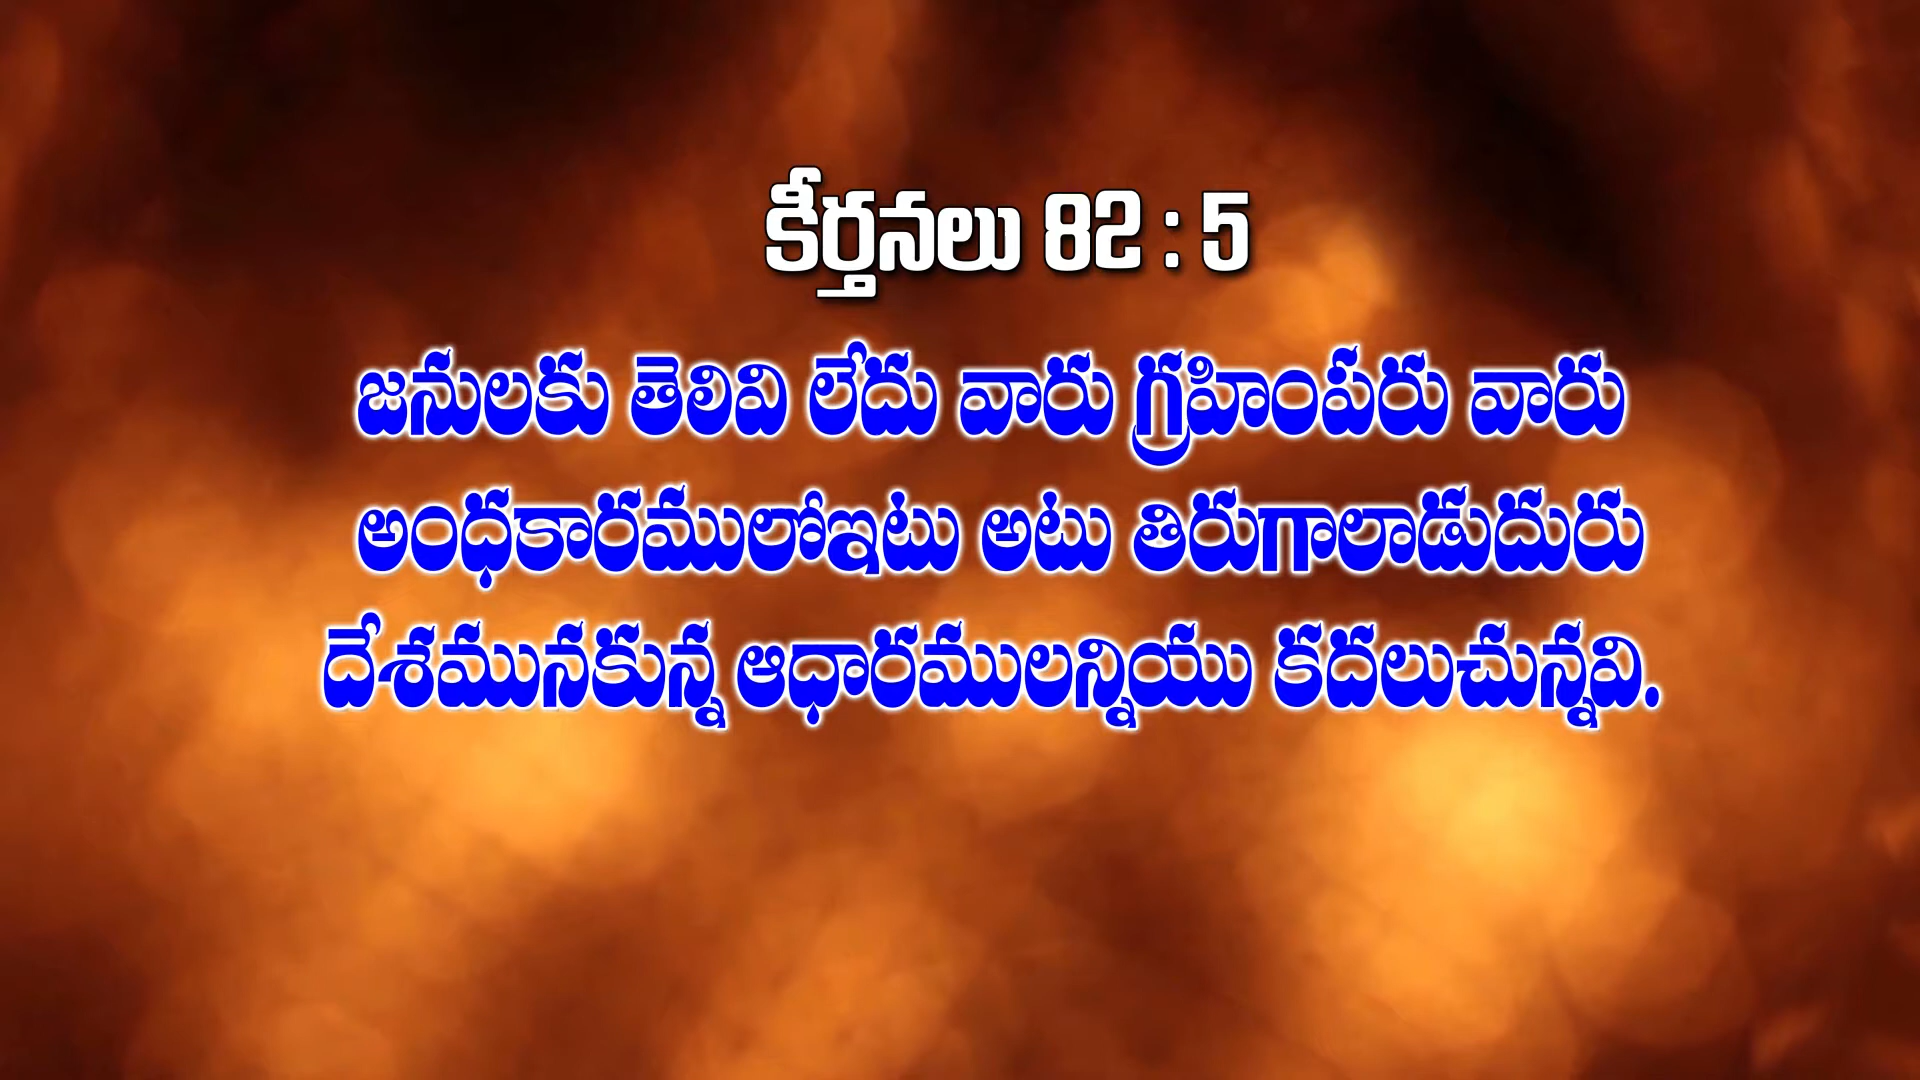 కీర్తనలు 82 : 5
జనులకు తెలివి లేదు వారు గ్రహింపరు వారు
అంధకారములోఇటు అటు తిరుగాలాడుదురు
దేశమునకున్న ఆధారములన్నియు కదలుచున్నవి.